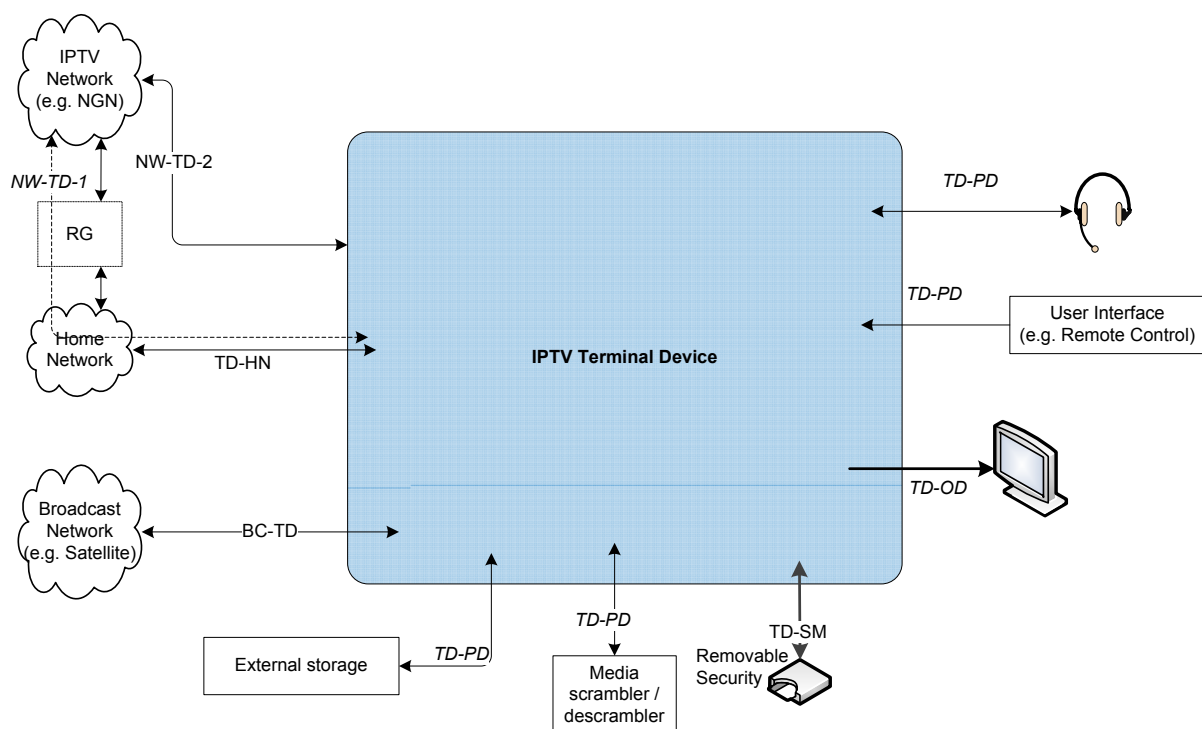 IPTV
Network
(e.g. NGN)
NW-TD-2
NW-TD-1
RG
Home
Network
TD-HN
IPTV Terminal Device
TD-PD
TD-PD
User Interface
(e.g. Remote Control)
TD-OD
Broadcast
Network
(e.g. Satellite)
BC-TD
External storage
TD-PD
TD-PD
Media
scrambler /
descrambler
TD-SM
Removable
Security